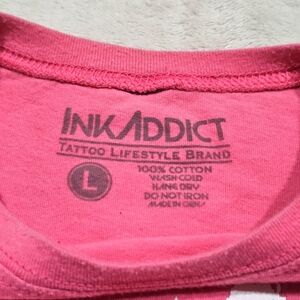 INKADDICT
TATTOO LIFESTYLE BRAND
L
100% COTTON
WASH COLD
HANG DRY
DO NOT IRON
MADE IN CHINA